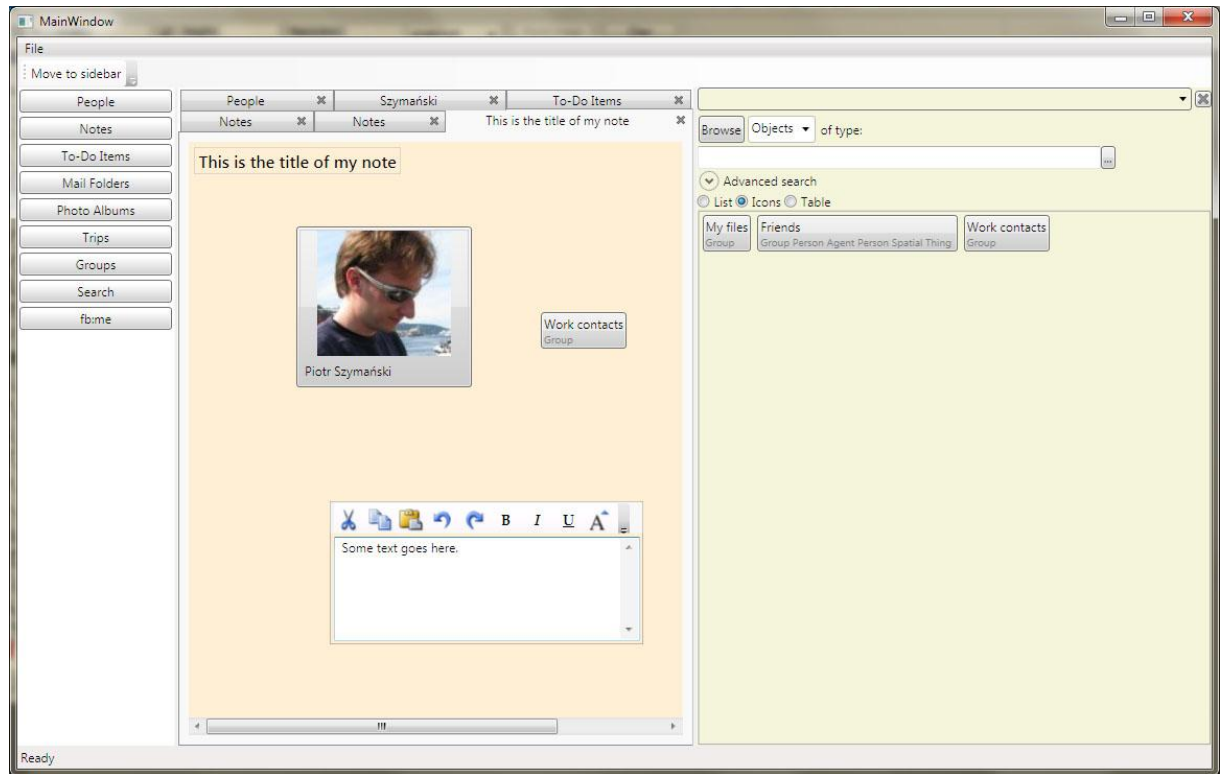 MainWindow
File
Move to sidebar
People
Notes
To-Do Items
Mail Folders
Photo Albums
Trips
Groups
Search
fb:me
People
Szymański
To-Do Items
Notes
Notes
This is the title of my note
This is the title of my note
Piotr Szymański
Work contacts
Group
B I U A
Some text goes here.
Browse Objects of type:
...
Advanced search
List Icons Table
My files
Group
Friends
Group Person Agent Person Spatial Thing
Work contacts
Group
Ready